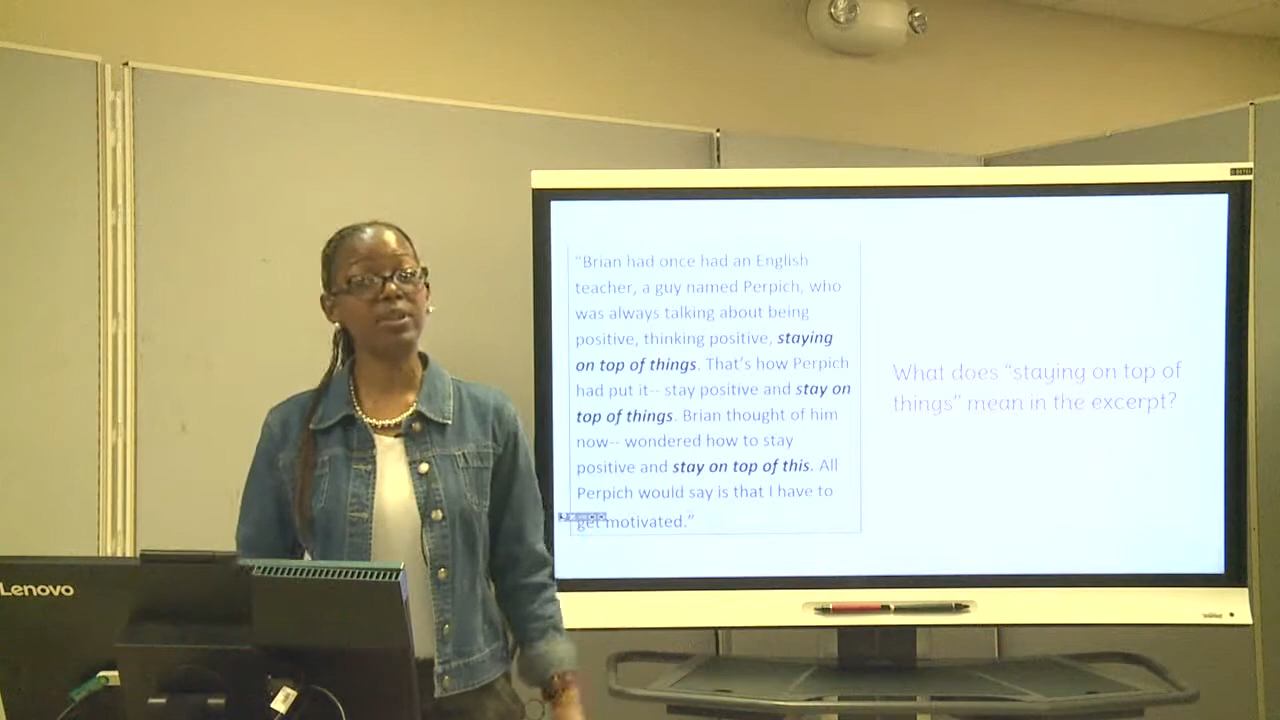 “Brian had once had an English
teacher, a guy named Perpich, who
was always talking about being
positive, thinking positive, staying
on top of things. That’s how Perpich
had put it-- stay positive and stay on
top of things. Brian thought of him
now-- wondered how to stay
positive and stay on top of this. All
Perpich would say is that I have to
get motivated.”
What does “staying on top of
things” mean in the excerpt?
Lenovo